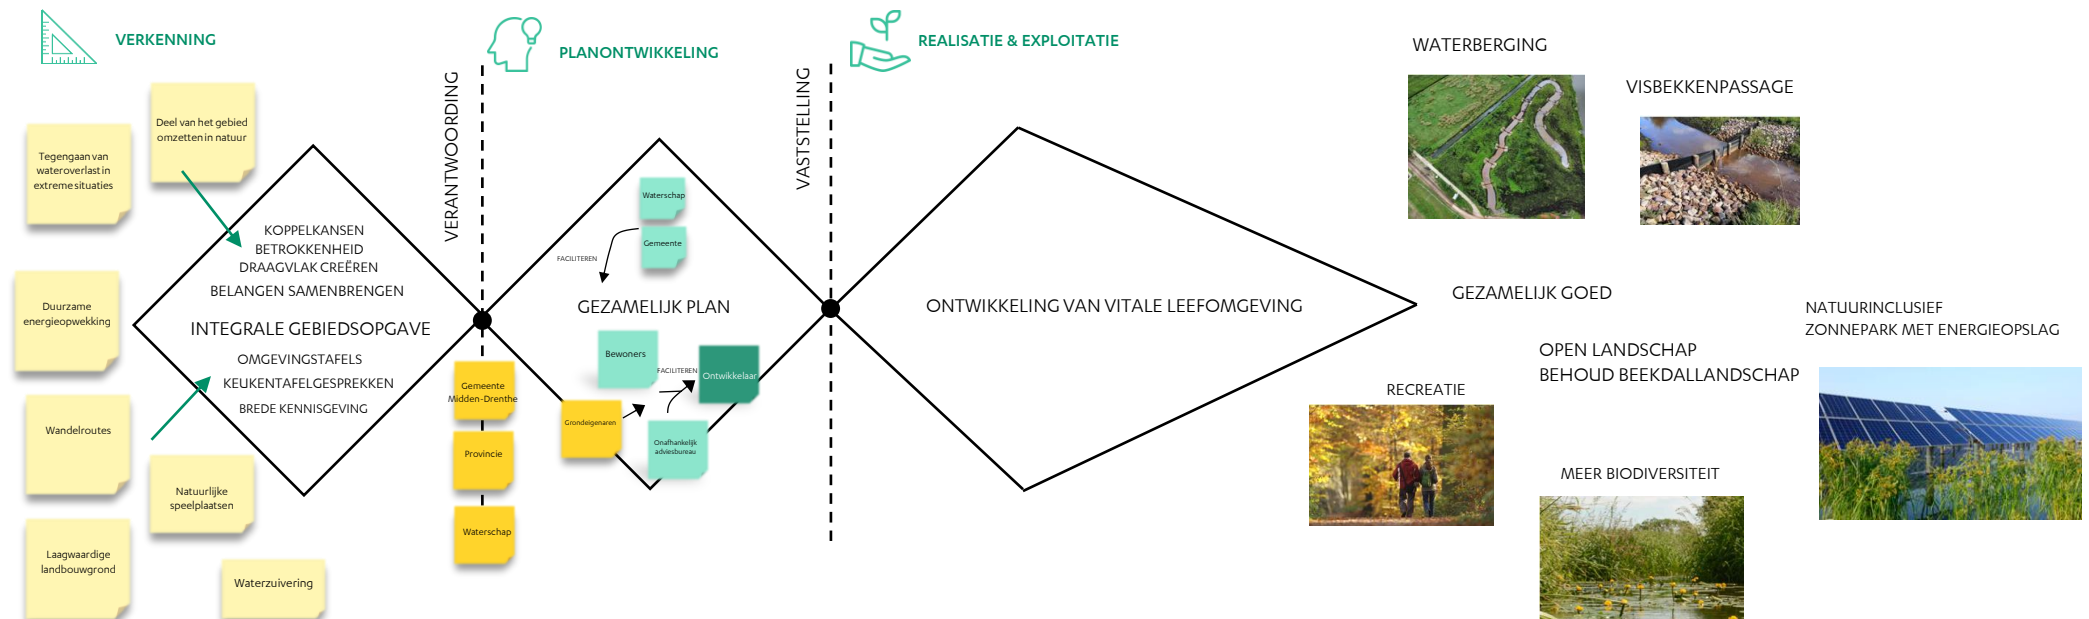 VERKENNING
Deel van het gebied
omzetten in natuur
Tegengaan van
wateroverlast in
extreme situaties
Duurzame
energieopwekking
Wandelroutes
Natuurlijke
speelplaatsen
Laagwaardige
landbouwgrond
Waterzuivering
KOPPELKANSEN
BETROKKENHEID
DRAAGVLAK CREËREN
BELANGEN SAMENBRENGEN
INTEGRALE GEBIEDSOPGAVE
OMGEVINGSTAFELS
KEUKENTAFELGESPREKKEN
BREDE KENNISGEVING
VERANTWOORDING
Gemeente
Midden-Drenthe
Provincie
Waterschap
PLANONTWIKKELING
Waterschap
Gemeente
FACILITEREN
GEZAMELIJK PLAN
Bewoners
FACILITEREN
Ontwikkelaar
Grondeigenaren
Onafhankelijk
adviesbureau
VASTSTELLING
REALISATIE & EXPLOITATIE
ONTWIKKELING VAN VITALE LEEFOMGEVING
WATERBERGING
VISBEKKENPASSAGE
GEZAMELIJK GOED
NATUURINCLUSIEF
ZONNEPARK MET ENERGIEOPSLAG
OPEN LANDSCHAP
BEHOUD BEEKDALLANDSCHAP
RECREATIE
MEER BIODIVERSITEIT